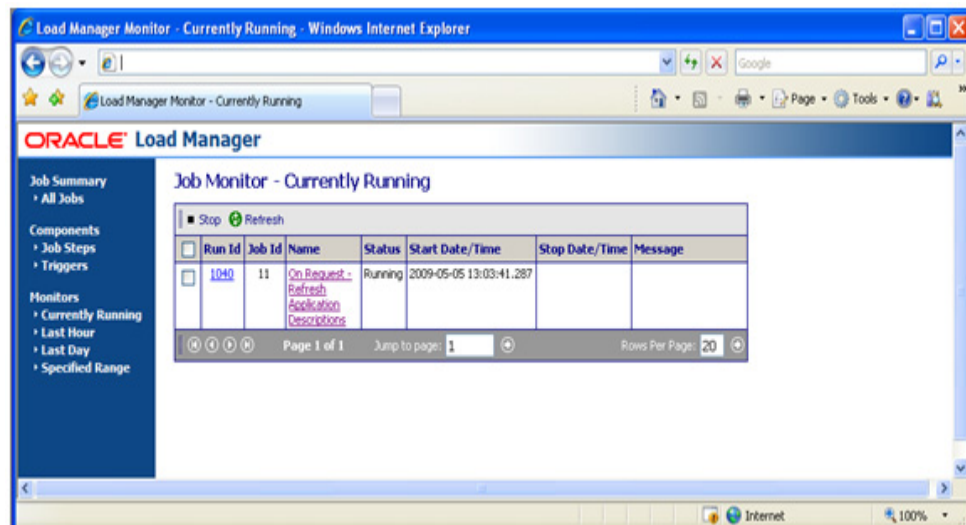 Load Manager Monitor - Currently Running - Windows Internet Explorer
Google
Load Manager Monitor - Currently Running
Page
Tools
ORACLE Load Manager
Job Summary
All Jobs
Components
Job Steps
Triggers
Monitors
Currently Running
Last Hour
Last Day
Specified Range
Job Monitor - Currently Running
Stop Refresh
Run Id Job Id Name Status Start Date/Time Stop Date/Time Message
1040 11 On Request - Running 2009-05-05 13:03:41.287
Refresh
Application
Descriptions
Page 1 of 1 Jump to page: 1 Rows Per Page: 20
Internet 100%